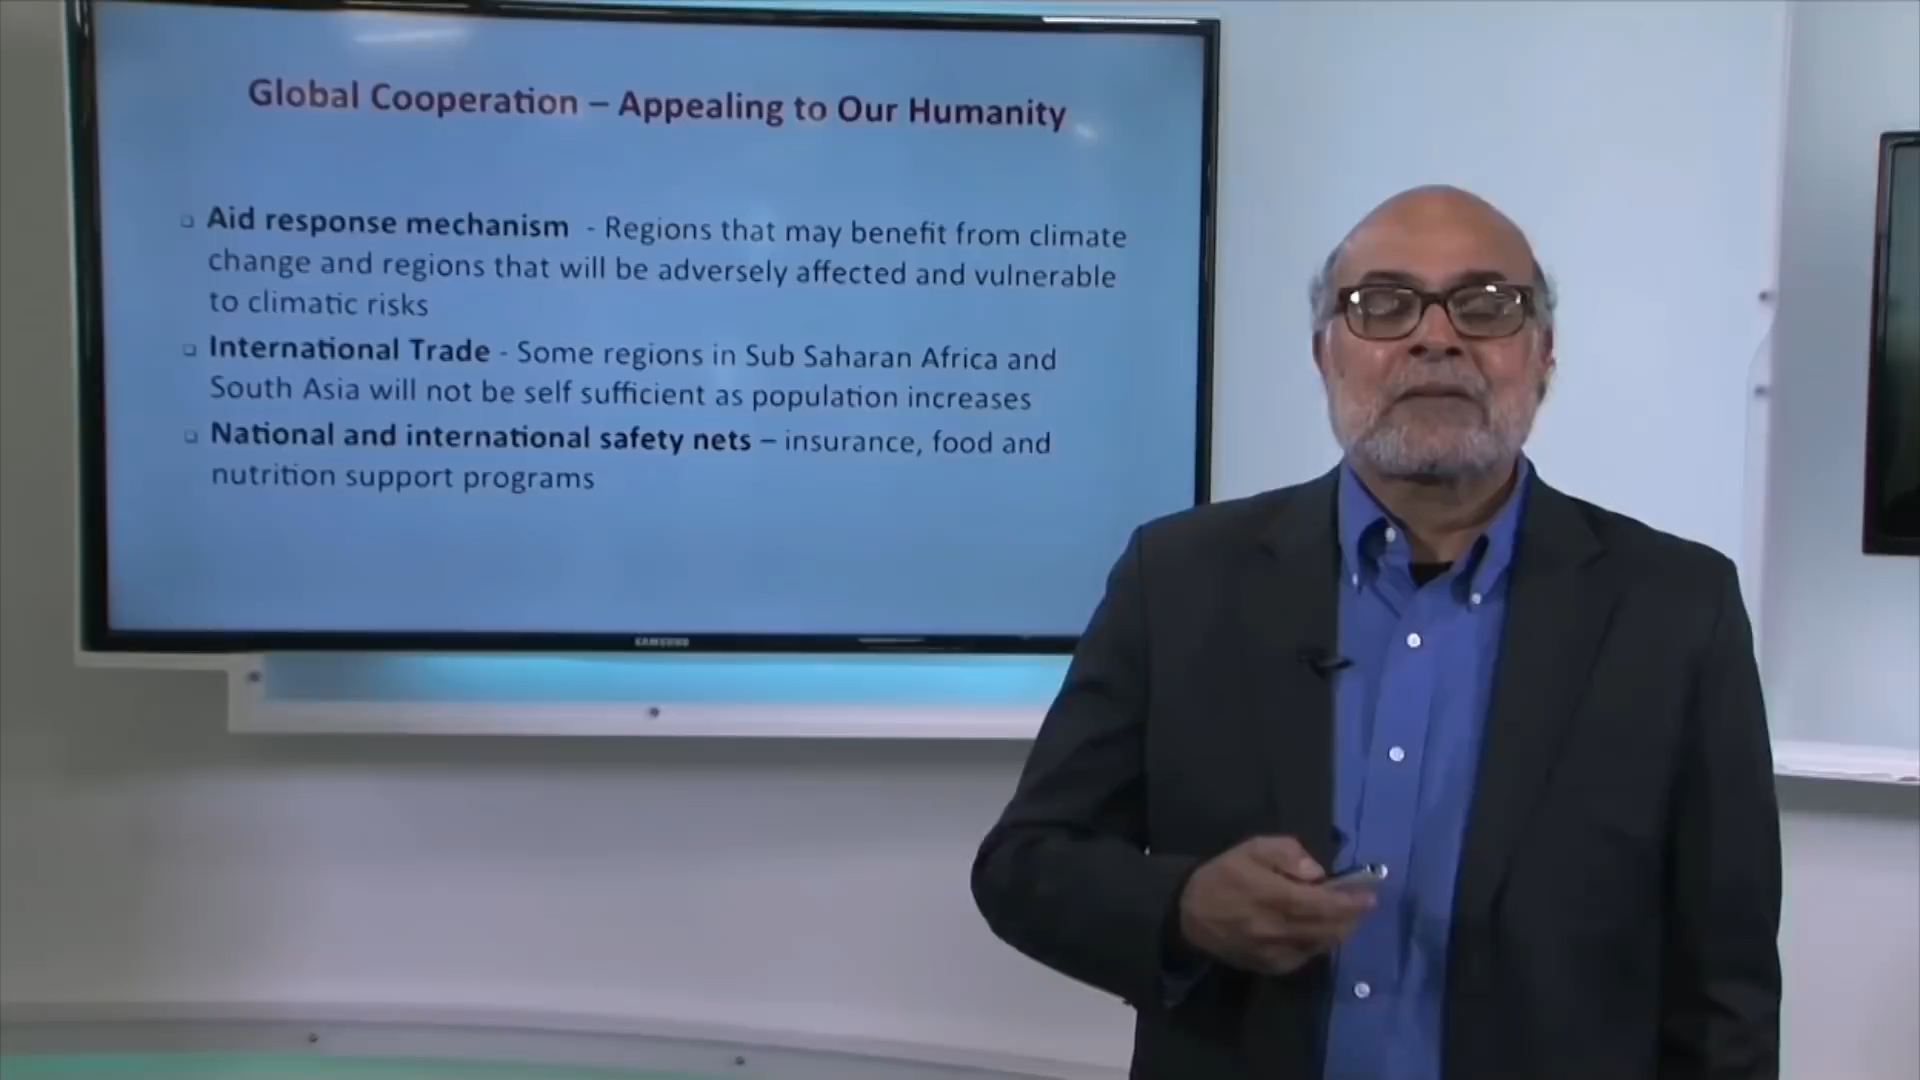 Global Cooperation – Appealing to Our Humanity
Aid response mechanism - Regions that may benefit from climate
change and regions that will be adversely affected and vulnerable
to climatic risks
International Trade - Some regions in Sub Saharan Africa and
South Asia will not be self sufficient as population increases
National and international safety nets – insurance, food and
nutrition support programs
SAMSUNG